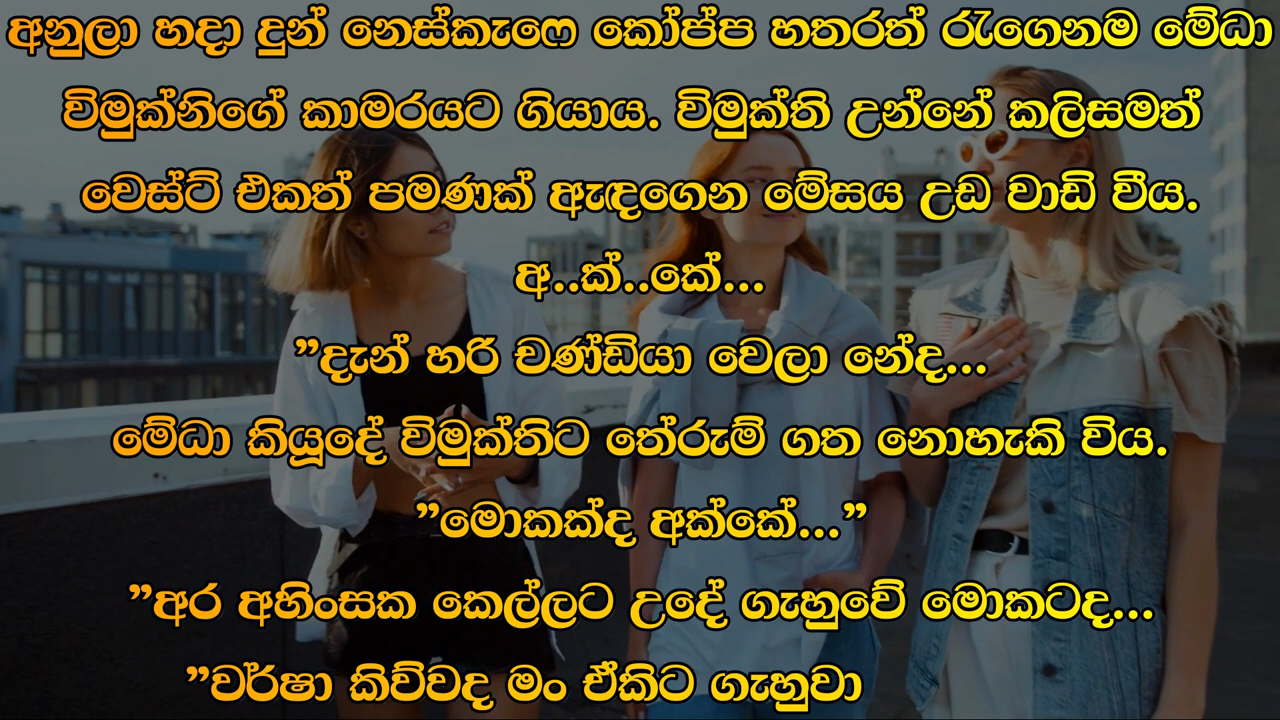 අනුලා හදා දුන් නෙස්කැෆෙ කෝප්ප හතරත් රැගෙනම මේධා
විමුක්නිගේ කාමරයට ගියාය. විමුක්ති උන්නේ කලිසමත්
වෙස්ට් එකත් පමණක් ඇඳගෙන මේසය උඩ වාඩි වීය.
අ..ක්..කේ...
”දැන් හරි චණ්ඩියා වෙලා නේද...
මේධා කියූදේ විමුක්තිට තේරුම් ගත නොහැකි විය.
”මොකක්ද අක්කේ...”
”අර අහිංසක කෙල්ලට උදේ ගැහුවේ මොකටද...
”වර්ෂා කිව්වද මං ඒකිට ගැහුවා